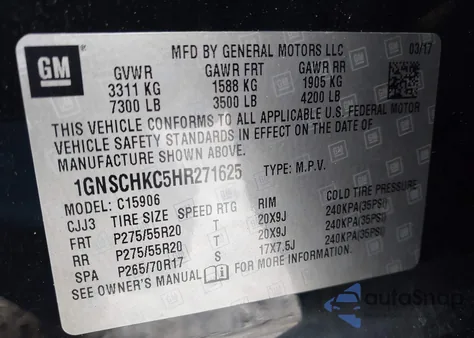 GM
MFD BY GENERAL MOTORS LLC 03/17
GVWR GAWR FRT GAWR RR
3311 KG 1588 KG 1905 KG
7300 LB 3500 LB 4200 LB
THIS VEHICLE CONFORMS TO ALL APPLICABLE U.S. FEDERAL MOTOR
VEHICLE SAFETY STANDARDS IN EFFECT ON THE DATE OF
MANUFACTURE SHOWN ABOVE.
1GNSCHKC5HR271625 TYPE: M.P.V.
MODEL: C15906
CJJ3 TIRE SIZE SPEED RTG RIM COLD TIRE PRESSURE
FRT P275/55R20 T 20X9J 240KPA(35PSI)
RR P275/55R20 T 20X9J 240KPA(35PSI)
SPA P265/70R17 S 17X7.5J 240KPA(35PSI)
SEE OWNER'S MANUAL FOR MORE INFORMATION.
autoSnap